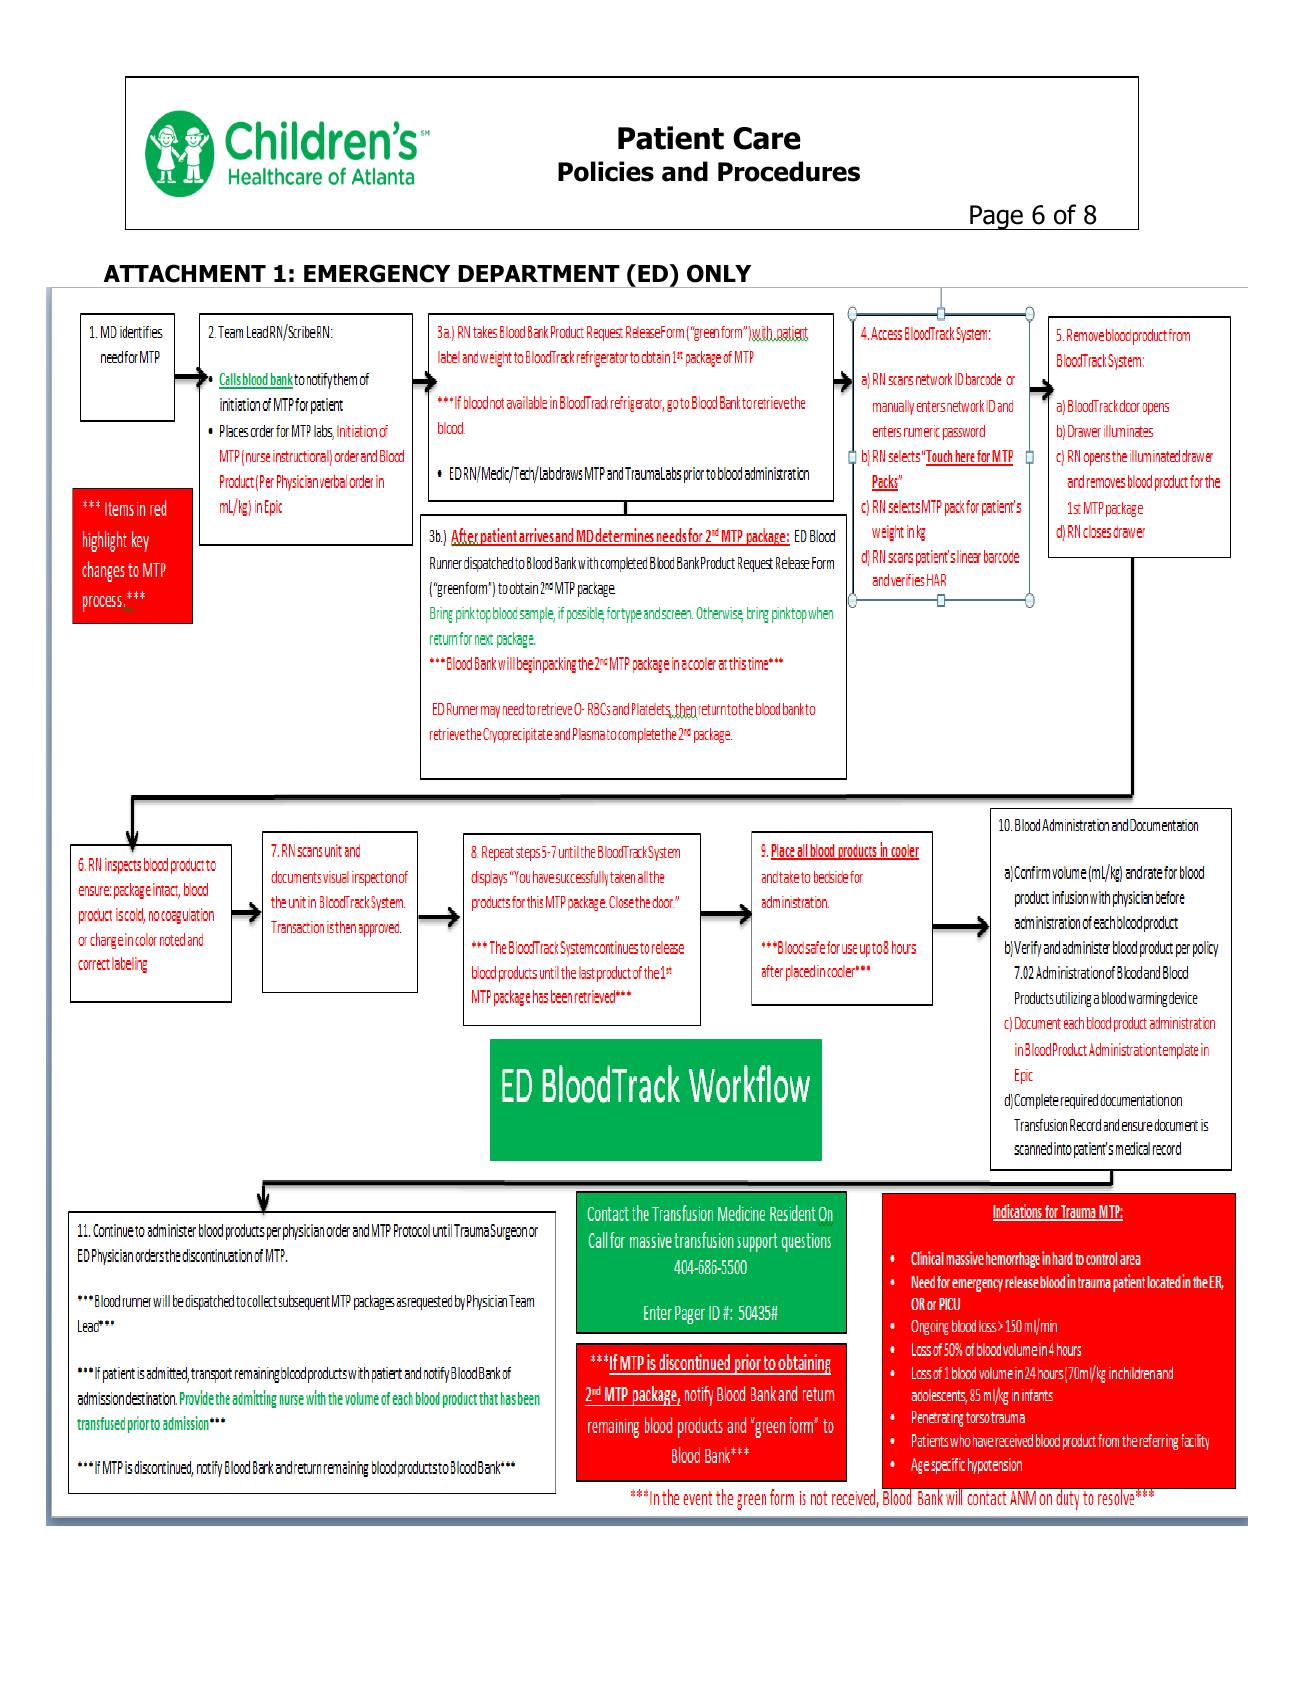 Children's℠
Healthcare of Atlanta
Patient Care
Policies and Procedures
Page 6 of 8
ATTACHMENT 1: EMERGENCY DEPARTMENT (ED) ONLY
1. MD identifies
need for MTP
*** Items in red
highlight key
changes to MTP
process.***
2. Team Lead RN/Scribe RN:
• Calls blood bank to notify them of
initiation of MTP for patient
• Places order for MTP labs, Initiation of
MTP (nurse instructional) order and Blood
Product (Per Physician verbal order in
mL/kg) in Epic
3a.) RN takes Blood Bank Product Request Release Form ("green form") with patient
label and weight to BloodTrack refrigerator to obtain 1st package of MTP
***If blood not available in BloodTrack refrigerator, go to Blood Bank to retrieve the
blood.
• ED RN/Medic/Tech/Lab draws MTP and Trauma Labs prior to blood administration
3b.) After patient arrives and MD determines needs for 2nd MTP package: ED Blood
Runner dispatched to Blood Bank with completed Blood Bank Product Request Release Form
("green form") to obtain 2nd MTP package.
Bring pink top blood sample, if possible, for type and screen. Otherwise, bring pink top when
return for next package.
***Blood Bank will begin packing the 2nd MTP package in a cooler at this time***
ED Runner may need to retrieve O- RBCs and Platelets, then return to the blood bank to
retrieve the Cryoprecipitate and Plasma to complete the 2nd package.
4. Access BloodTrack System:
a) RN scans network ID barcode or
manually enters network ID and
enters numeric password
b) RN selects "Touch here for MTP
Packs"
c) RN selects MTP pack for patient's
weight in kg
d) RN scans patient's linear barcode
and verifies HAR
5. Remove blood product from
BloodTrack System:
a) BloodTrack door opens
b) Drawer illuminates
c) RN opens the illuminated drawer
and removes blood product for the
1st MTP package
d) RN closes drawer
6. RN inspects blood product to
ensure: package intact, blood
product is cold, no coagulation
or change in color noted and
correct labeling
7. RN scans unit and
documents visual inspection of
the unit in BloodTrack System.
Transaction is then approved.
8. Repeat steps 5-7 until the BloodTrack System
displays "You have successfully taken all the
products for this MTP package. Close the door."
*** The BloodTrack System continues to release
blood products until the last product of the 1st
MTP package has been retrieved***
9. Place all blood products in cooler
and take to bedside for
administration.
***Blood safe for use up to 8 hours
after placed in cooler***
10. Blood Administration and Documentation
a) Confirm volume (mL/kg) and rate for blood
product infusion with physician before
administration of each blood product
b) Verify and administer blood product per policy
7.02 Administration of Blood and Blood
Products utilizing a blood warming device
c) Document each blood product administration
in Blood Product Administration template in
Epic
d) Complete required documentation on
Transfusion Record and ensure document is
scanned into patient's medical record
ED BloodTrack Workflow
11. Continue to administer blood products per physician order and MTP Protocol until Trauma Surgeon or
ED Physician orders the discontinuation of MTP.
***Blood runner will be dispatched to collect subsequent MTP packages as requested by Physician Team
Lead***
***If patient is admitted, transport remaining blood products with patient and notify Blood Bank of
admission destination. Provide the admitting nurse with the volume of each blood product that has been
transfused prior to admission***
***If MTP is discontinued, notify Blood Bank and return remaining blood products to Blood Bank***
Contact the Transfusion Medicine Resident On
Call for massive transfusion support questions
404-686-5500
Enter Pager ID #: 50435#
***If MTP is discontinued prior to obtaining
2nd MTP package, notify Blood Bank and return
remaining blood products and "green form" to
Blood Bank***
Indications for Trauma MTP:
• Clinical massive hemorrhage in hard to control area
• Need for emergency release blood in trauma patient located in the ER,
OR or PICU
• Ongoing blood loss > 150 ml/min
• Loss of 50% of blood volume in 4 hours
• Loss of 1 blood volume in 24 hours (70ml/kg in children and
adolescents, 85 ml/kg in infants
• Penetrating torso trauma
• Patients who have received blood product from the referring facility
• Age specific hypotension
***In the event the green form is not received, Blood Bank will contact ANM on duty to resolve***